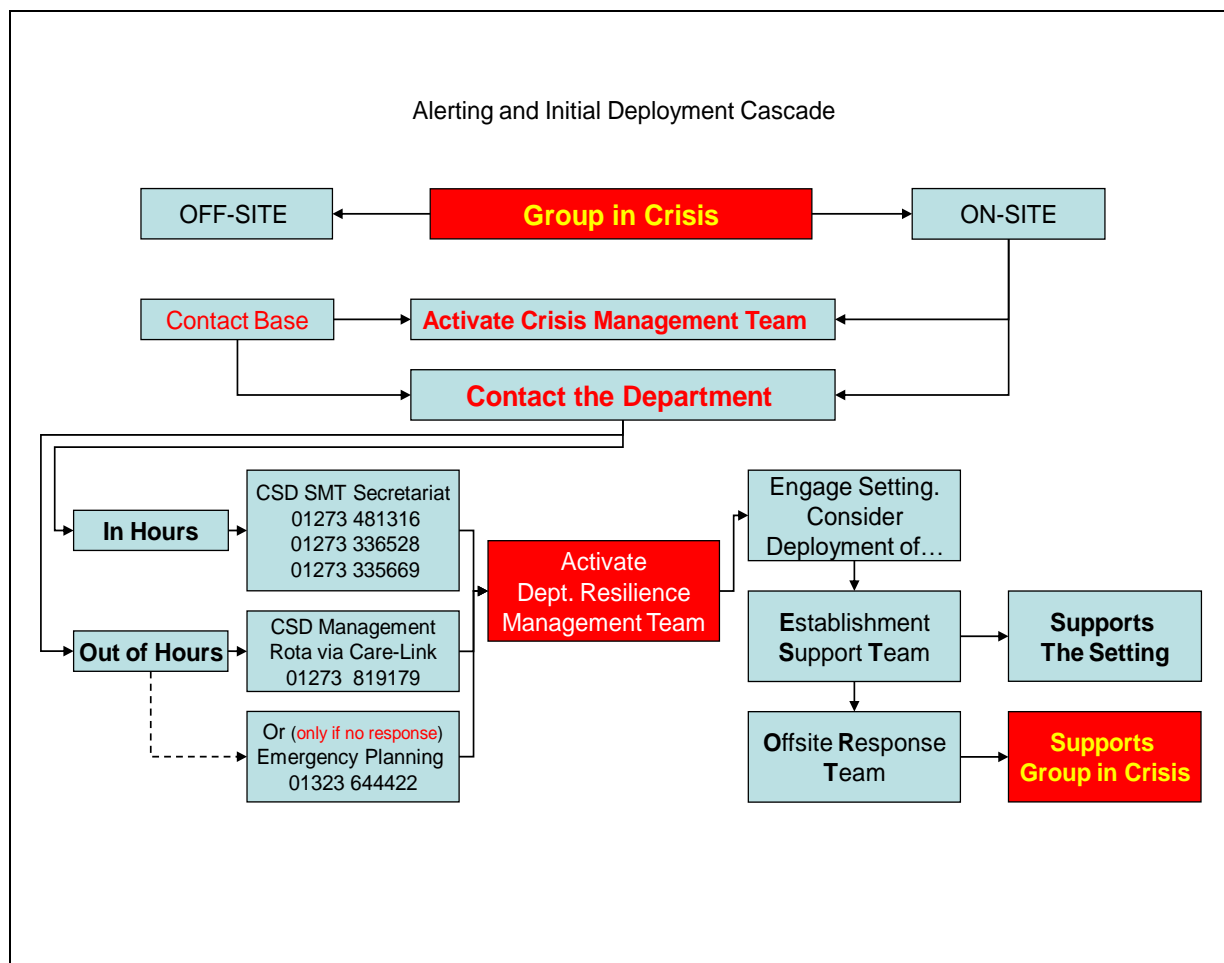 Alerting and Initial Deployment Cascade
OFF-SITE
Group in Crisis
ON-SITE
Contact Base
Activate Crisis Management Team
Contact the Department
In Hours
CSD SMT Secretariat
01273 481316
01273 336528
01273 335669
Out of Hours
CSD Management
Rota via Care-Link
01273 819179
Or (only if no response)
Emergency Planning
01323 644422
Activate
Dept. Resilience
Management Team
Engage Setting.
Consider
Deployment of…
Establishment
Support Team
Supports
The Setting
Offsite Response
Team
Supports
Group in Crisis